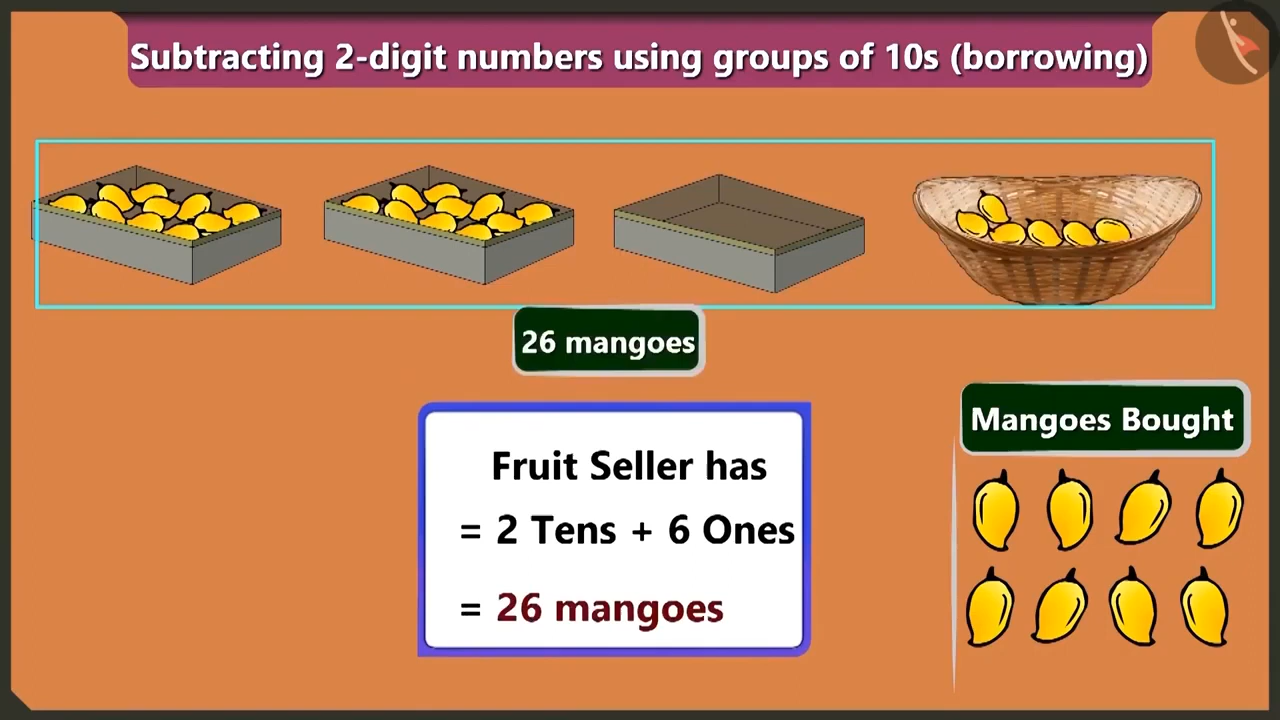 Subtracting 2-digit numbers using groups of 10s (borrowing)
26 mangoes
Mangoes Bought
Fruit Seller has
= 2 Tens + 6 Ones
= 26 mangoes